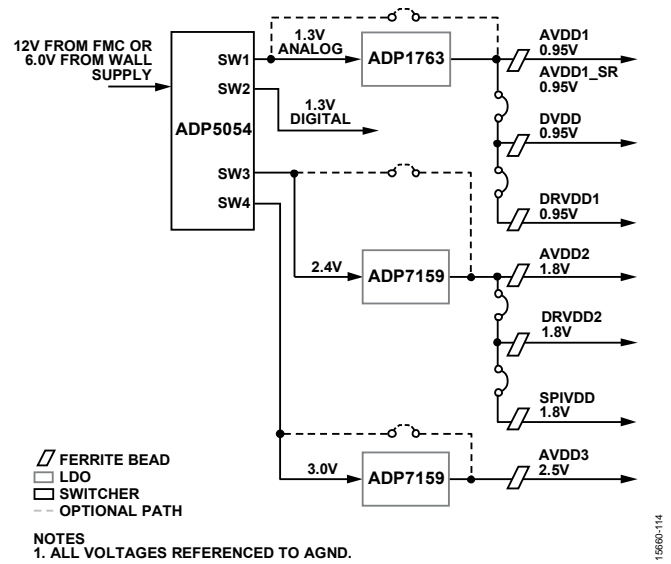 12V FROM FMC OR
6.0V FROM WALL
SUPPLY
ADP5054
SW1
SW2
SW3
SW4
1.3V
ANALOG
ADP1763
1.3V
DIGITAL
AVDD1
0.95V
AVDD1_SR
0.95V
DVDD
0.95V
DRVDD1
0.95V
2.4V
ADP7159
AVDD2
1.8V
DRVDD2
1.8V
SPIVDD
1.8V
3.0V
ADP7159
AVDD3
2.5V
FERRITE BEAD
LDO
SWITCHER
OPTIONAL PATH
NOTES
1. ALL VOLTAGES REFERENCED TO AGND.
15660-114